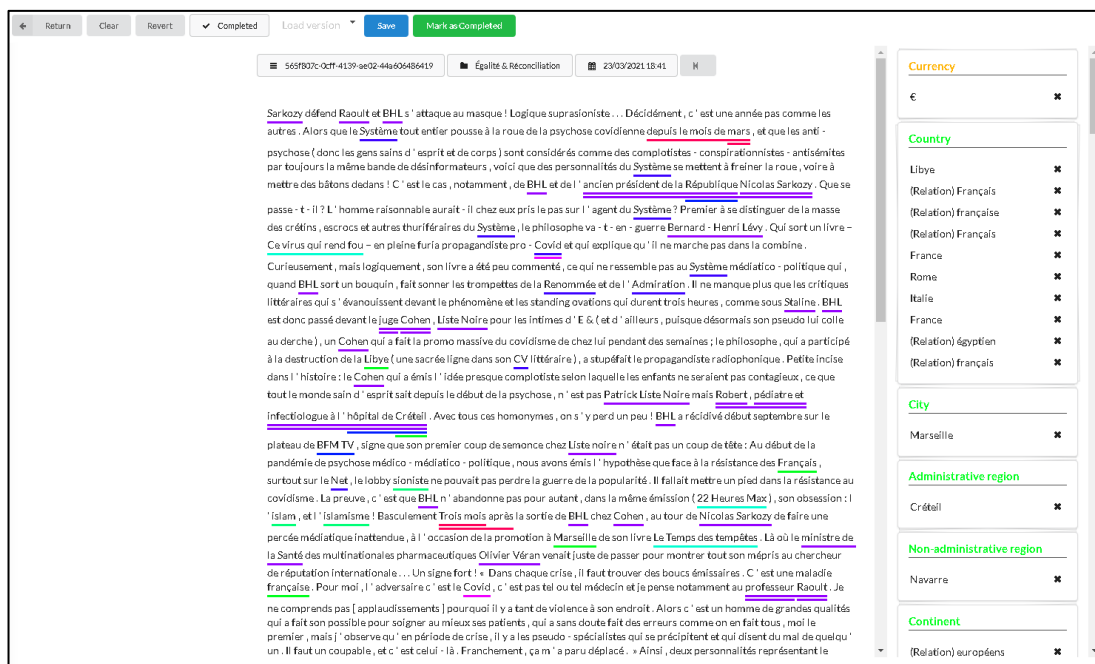 Return Clear Revert Completed Load version Save Mark as Completed
565f807c-0cff-4139-ae02-44a606486419 Égalité & Réconciliation 23/03/2021 18:41
Sarkozy défend Raoult et BHL s ' attaque au masque ! Logique suprasioniste . . . Décidément , c ' est une année pas comme les
autres . Alors que le Système tout entier pousse à la roue de la psychose covidienne depuis le mois de mars , et que les anti -
psychose ( donc les gens sains d ' esprit et de corps ) sont considérés comme des complotistes - conspirationnistes - antisémites
par toujours la même bande de désinformateurs , voici que des personnalités du Système se mettent à freiner la roue , voire à
mettre des bâtons dedans ! C ' est le cas , notamment , de BHL et de l ' ancien président de la République Nicolas Sarkozy . Que se
passe - t - il ? L ' homme raisonnable aurait - il chez eux pris le pas sur l ' agent du Système ? Premier à se distinguer de la masse
des crétins , escrocs et autres thuriféraires du Système , le philosophe va - t - en - guerre Bernard - Henri Lévy . Qui sort un livre –
Ce virus qui rend fou – en pleine furia propagandiste pro - Covid et qui explique qu ' il ne marche pas dans la combine .
Curieusement , mais logiquement , son livre a été peu commenté , ce qui ne ressemble pas au Système médiatico - politique qui ,
quand BHL sort un bouquin , fait sonner les trompettes de la Renommée et de l ' Admiration . Il ne manque plus que les critiques
littéraires qui s ' évanouissent devant le phénomène et les standing ovations qui durent trois heures , comme sous Staline . BHL
est donc passé devant le juge Cohen , Liste Noire pour les intimes d ' E & ( et d ' ailleurs , puisque désormais son pseudo lui colle
au derche ) , un Cohen qui a fait la promo massive du covidisme de chez lui pendant des semaines ; le philosophe , qui a participé
à la destruction de la Libye ( une sacrée ligne dans son CV littéraire ) , a stupéfait le propagandiste radiophonique . Petite incise
dans l ' histoire : le Cohen qui a émis l ' idée presque complotiste selon laquelle les enfants ne seraient pas contagieux , ce que
tout le monde sain d ' esprit sait depuis le début de la psychose , n ' est pas Patrick Liste Noire mais Robert , pédiatre et
infectiologue à l ' hôpital de Créteil . Avec tous ces homonymes , on s ' y perd un peu ! BHL a récidivé début septembre sur le
plateau de BFM TV , signe que son premier coup de semonce chez Liste noire n ' était pas un coup de tête : Au début de la
pandémie de psychose médico - médiatico - politique , nous avons émis l ' hypothèse que face à la résistance des Français ,
surtout sur le Net , le lobby sioniste ne pouvait pas perdre la guerre de la popularité . Il fallait mettre un pied dans la résistance au
covidisme . La preuve , c ' est que BHL n ' abandonne pas pour autant , dans la même émission ( 22 Heures Max ) , son obsession : l
' islam , et l ' islamisme ! Basculement Trois mois après la sortie de BHL chez Cohen , au tour de Nicolas Sarkozy de faire une
percée médiatique inattendue , à l ' occasion de la promotion à Marseille de son livre Le Temps des tempêtes . Là où le ministre de
la Santé des multinationales pharmaceutiques Olivier Véran venait juste de passer pour montrer tout son mépris au chercheur
de réputation internationale . . . Un signe fort ! « Dans chaque crise , il faut trouver des boucs émissaires . C ' est une maladie
française . Pour moi , l ' adversaire c ' est le Covid , c ' est pas tel ou tel médecin et je pense notamment au professeur Raoult . Je
ne comprends pas [ applaudissements ] pourquoi il y a tant de violence à son endroit . Alors c ' est un homme de grandes qualités
qui a fait son possible pour soigner au mieux ses patients , qui a sans doute fait des erreurs comme on en fait tous , moi le
premier , mais j ' observe qu ' en période de crise , il y a les pseudo - spécialistes qui se précipitent et qui disent du mal de quelqu '
un . Il faut un coupable , et c ' est celui - là . Franchement , ça m ' a paru déplacé . » Ainsi , deux personnalités représentant le
Currency
€
Country
Libye
(Relation) Français
(Relation) française
(Relation) Français
France
Rome
Italie
France
(Relation) égyptien
(Relation) français
City
Marseille
Administrative region
Créteil
Non-administrative region
Navarre
Continent
(Relation) européens